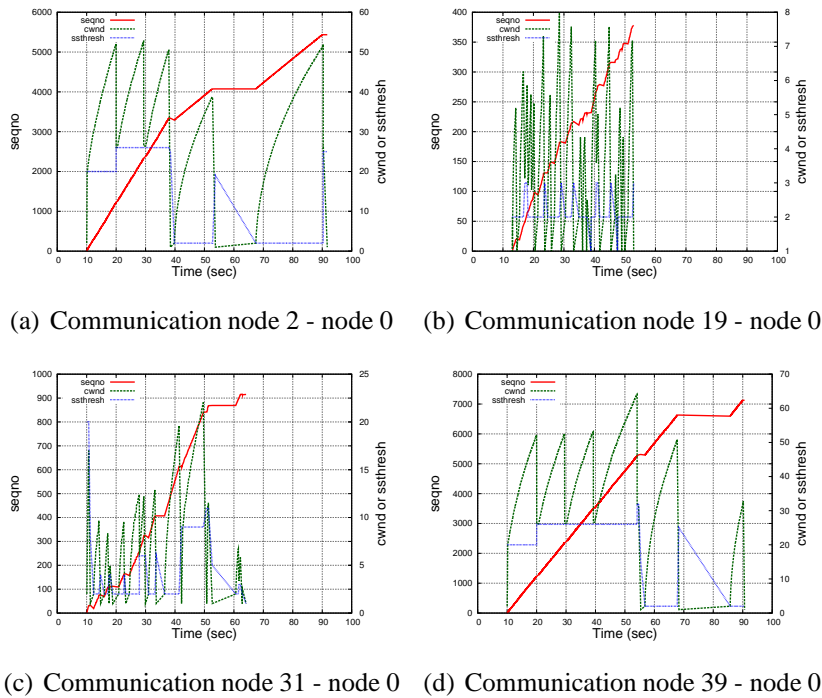 6000
5000
4000
3000
2000
1000
0
seqno
seqno
cwnd
ssthresh
60
50
40
30
20
10
0
cwnd or ssthresh
0 10 20 30 40 50 60 70 80 90 100
Time (sec)
(a) Communication node 2 - node 0
400
350
300
250
200
150
100
50
0
seqno
seqno
cwnd
ssthresh
8
7
6
5
4
3
2
1
cwnd or ssthresh
0 10 20 30 40 50 60 70 80 90 100
Time (sec)
(b) Communication node 19 - node 0
1000
900
800
700
600
500
400
300
200
100
0
seqno
seqno
cwnd
ssthresh
25
20
15
10
5
0
cwnd or ssthresh
0 10 20 30 40 50 60 70 80 90 100
Time (sec)
(c) Communication node 31 - node 0
8000
7000
6000
5000
4000
3000
2000
1000
0
seqno
seqno
cwnd
ssthresh
70
60
50
40
30
20
10
0
cwnd or ssthresh
0 10 20 30 40 50 60 70 80 90 100
Time (sec)
(d) Communication node 39 - node 0